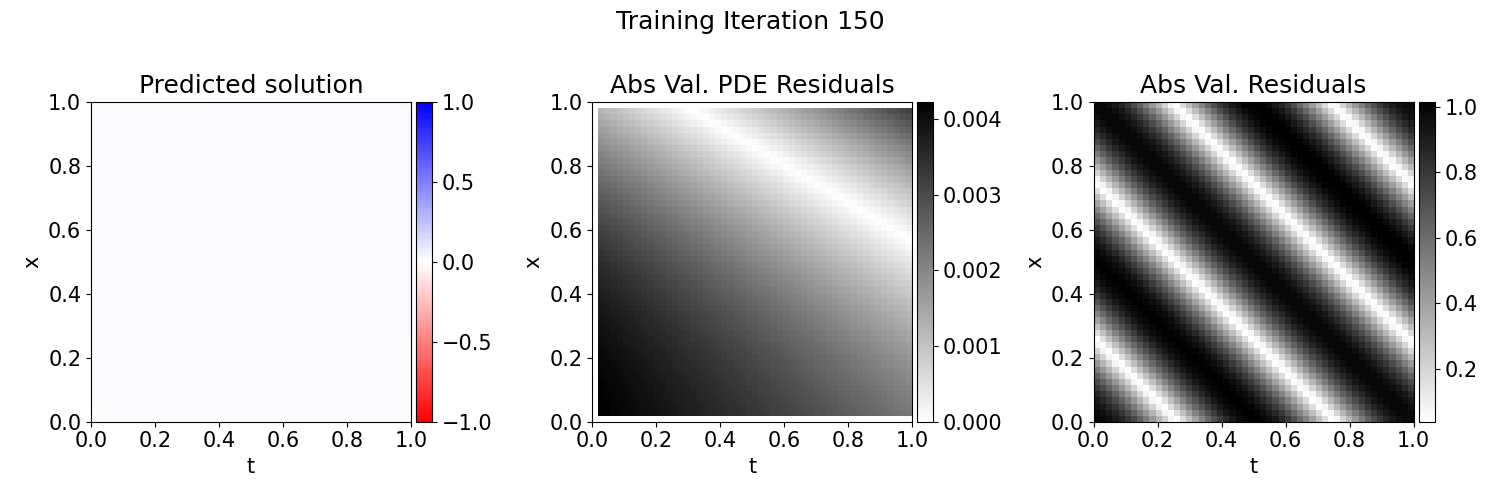 Training Iteration 150
Predicted solution
1.0
0.8
0.6
0.4
0.2
0.0
x
0.0 0.2 0.4 0.6 0.8 1.0
t
1.0
0.5
0.0
−0.5
−1.0
Abs Val. PDE Residuals
1.0
0.8
0.6
0.4
0.2
0.0
x
0.0 0.2 0.4 0.6 0.8 1.0
t
0.004
0.003
0.002
0.001
0.000
Abs Val. Residuals
1.0
0.8
0.6
0.4
0.2
0.0
x
0.0 0.2 0.4 0.6 0.8 1.0
t
1.0
0.8
0.6
0.4
0.2